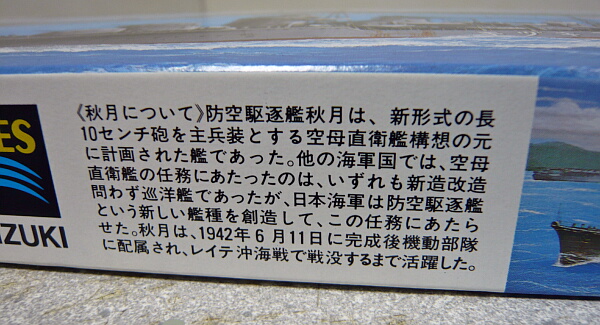 《秋月について》防空駆逐艦秋月は、新形式の長
10センチ砲を主兵装とする空母直衛艦構想の元
に計画された艦であった。他の海軍国では、空母
直衛艦の任務にあたったのは、いずれも新造改造
問わず巡洋艦であったが、日本海軍は防空駆逐艦
という新しい艦種を創造して、この任務にあたら
せた。秋月は、1942年6月11日に完成後機動部隊
に配属され、レイテ沖海戦で戦没するまで活躍した。
ES
IZUKI